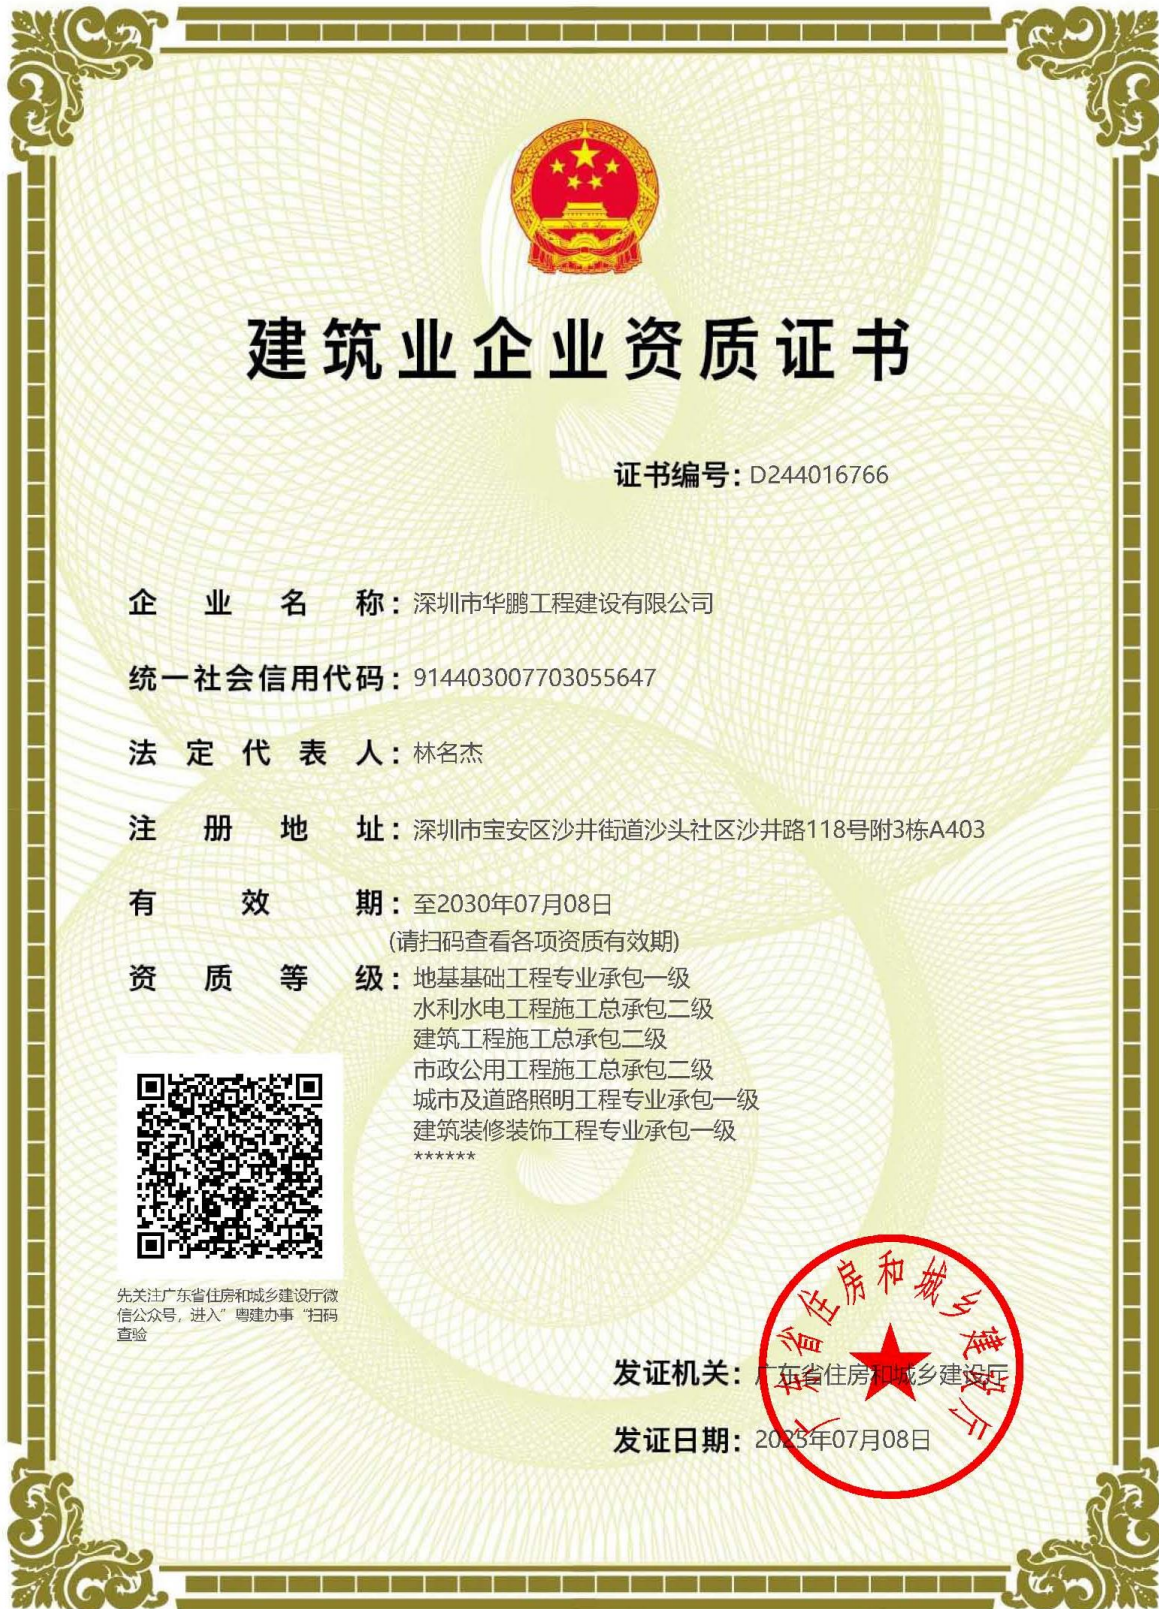 建筑业企业资质证书
证书编号：D244016766
企业名称：深圳市华鹏工程建设有限公司
统一社会信用代码：914403007703055647
法定代表人：林名杰
注册地址：深圳市宝安区沙井街道沙头社区沙井路118号附3栋A403
有效期：至2030年07月08日
(请扫码查看各项资质有效期)
资质等级：地基基础工程专业承包一级
水利水电工程施工总承包二级
建筑工程施工总承包二级
市政公用工程施工总承包二级
城市及道路照明工程专业承包一级
建筑装修装饰工程专业承包一级
******
先关注广东省住房和城乡建设厅微
信公众号，进入“粤建办事“扫码
查验
广东省住房和城乡建设厅
发证机关：广东省住房和城乡建设厅
发证日期：2025年07月08日